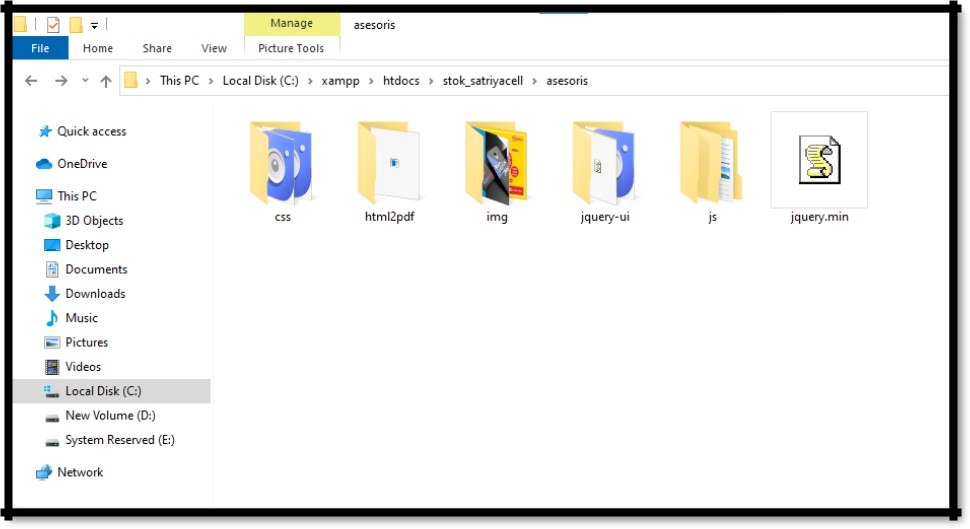 Manage asesoris
File Home Share View Picture Tools
This PC > Local Disk (C:) > xampp > htdocs > stok_satriyacell > asesoris
Quick access
OneDrive
This PC
3D Objects
Desktop
Documents
Downloads
Music
Pictures
Videos
Local Disk (C:)
New Volume (D:)
System Reserved (E:)
Network
css html2pdf img jquery-ui js jquery.min